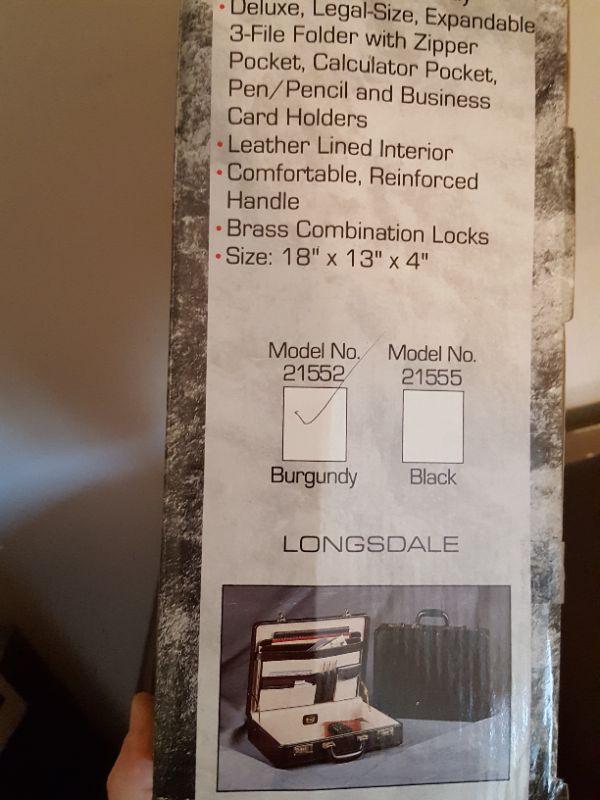 • Deluxe, Legal-Size, Expandable
3-File Folder with Zipper
Pocket, Calculator Pocket,
Pen/Pencil and Business
Card Holders
• Leather Lined Interior
• Comfortable, Reinforced
Handle
• Brass Combination Locks
• Size: 18" x 13" x 4"
Model No. Model No.
21552 21555
Burgundy Black
LONGSDALE